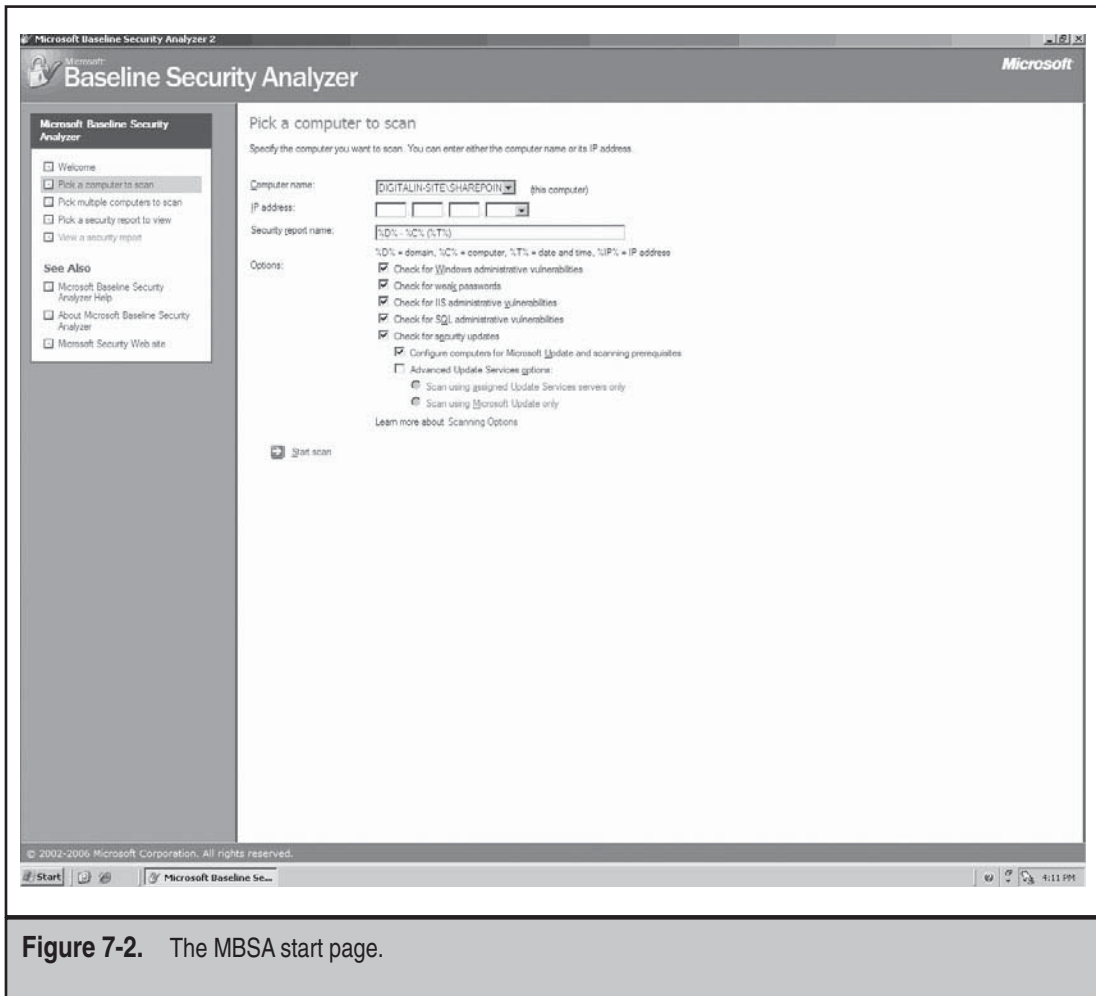 Microsoft Baseline Security Analyzer 2
Microsoft
Baseline Security Analyzer
Microsoft
Microsoft Baseline Security
Analyzer
Welcome
Pick a computer to scan
Pick multiple computers to scan
Pick a security report to view
View a security report
See Also
Microsoft Baseline Security
Analyzer Help
About Microsoft Baseline Security
Analyzer
Microsoft Security Web site
Pick a computer to scan
Specify the computer you want to scan. You can enter either the computer name or its IP address.
Computer name:
DIGITALIN-SITE\SHAREPOIN
(this computer)
IP address:
Security report name:
%D% - %C% (%T%)
%D% = domain, %C% = computer, %T% = date and time, %IP% = IP address
Options:
Check for Windows administrative vulnerabilities
Check for weak passwords
Check for IIS administrative vulnerabilities
Check for SQL administrative vulnerabilities
Check for security updates
Configure computers for Microsoft Update and scanning prerequisites
Advanced Update Services options:
Scan using assigned Update Services servers only
Scan using Microsoft Update only
Learn more about Scanning Options
Start scan
© 2002-2006 Microsoft Corporation. All rights reserved.
Start
Microsoft Baseline Se...
4:11 PM
Figure 7-2. The MBSA start page.